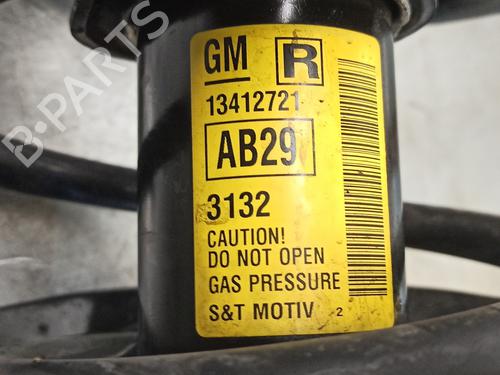 GM R
13412721
AB29
3132
CAUTION!
DO NOT OPEN
GAS PRESSURE
S&T MOTIV 2
B-PARTS